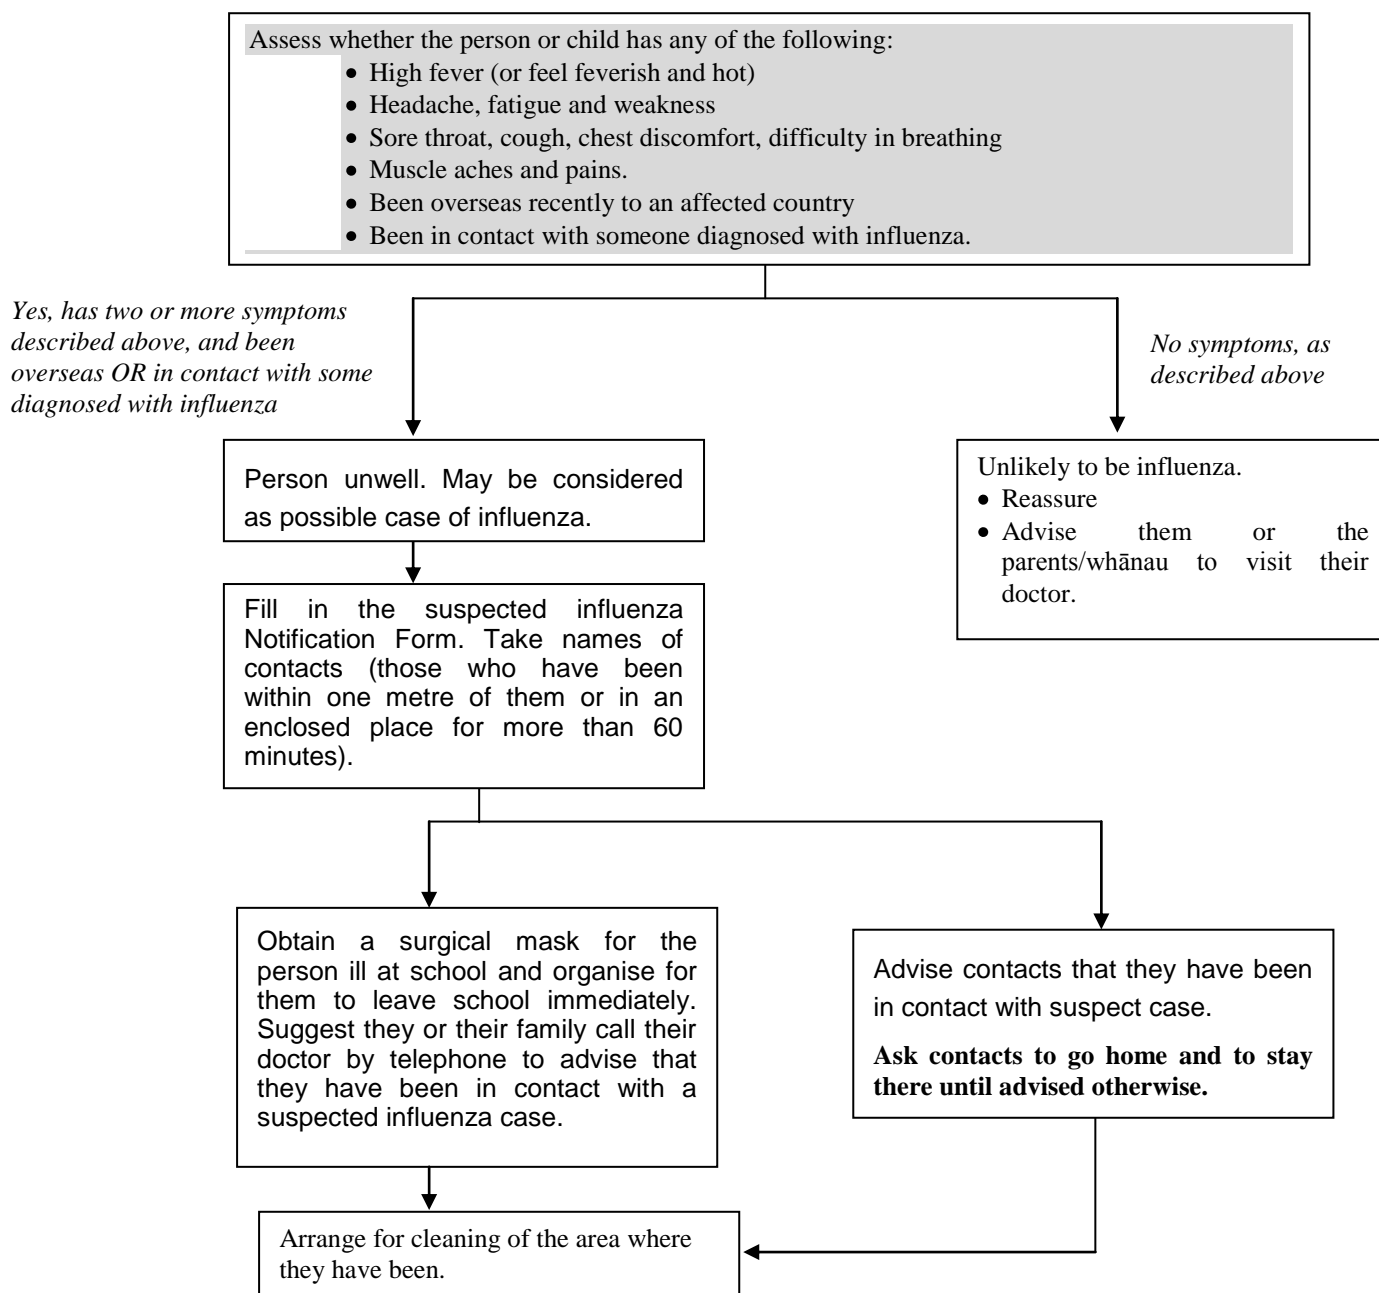 Assess whether the person or child has any of the following:
• High fever (or feel feverish and hot)
• Headache, fatigue and weakness
• Sore throat, cough, chest discomfort, difficulty in breathing
• Muscle aches and pains.
• Been overseas recently to an affected country
• Been in contact with someone diagnosed with influenza.
Yes, has two or more symptoms
described above, and been
overseas OR in contact with some
diagnosed with influenza
No symptoms, as
described above
Person unwell. May be considered
as possible case of influenza.
Unlikely to be influenza.
• Reassure
• Advise them or the
parents/whānau to visit their
doctor.
Fill in the suspected influenza
Notification Form. Take names of
contacts (those who have been
within one metre of them or in an
enclosed place for more than 60
minutes).
Obtain a surgical mask for the
person ill at school and organise for
them to leave school immediately.
Suggest they or their family call their
doctor by telephone to advise that
they have been in contact with a
suspected influenza case.
Advise contacts that they have been
in contact with suspect case.
Ask contacts to go home and to stay
there until advised otherwise.
Arrange for cleaning of the area where
they have been.